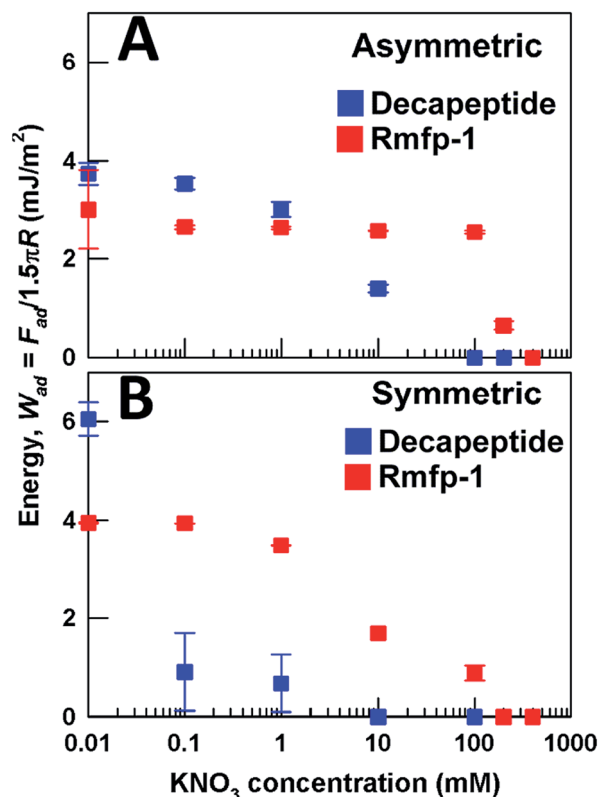 A
Asymmetric
Decapeptide
Rmfp-1
6
4
2
0
Energy, Wad = Fad/1.5πR (mJ/m²)
B
Symmetric
Decapeptide
Rmfp-1
6
4
2
0
0.01 0.1 1 10 100 1000
KNO₃ concentration (mM)